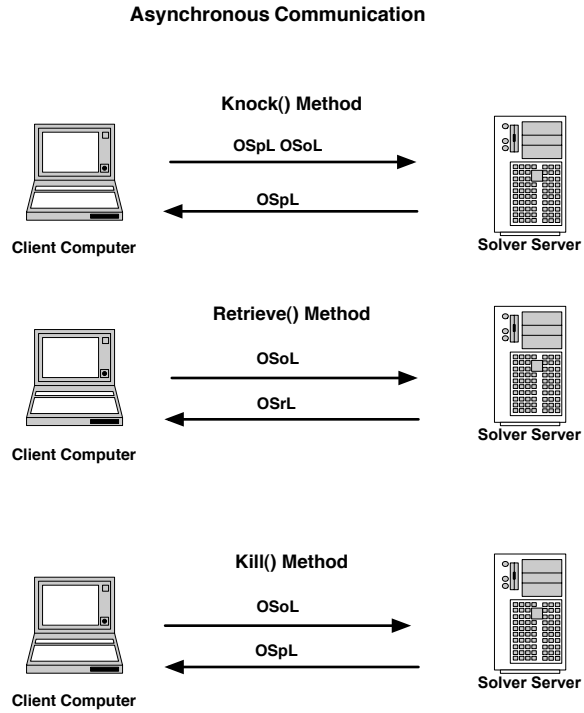 Asynchronous Communication
Knock() Method
OSpL OSoL
OSpL
Client Computer
Solver Server
Retrieve() Method
OSoL
OSrL
Client Computer
Solver Server
Kill() Method
OSoL
OSpL
Client Computer
Solver Server